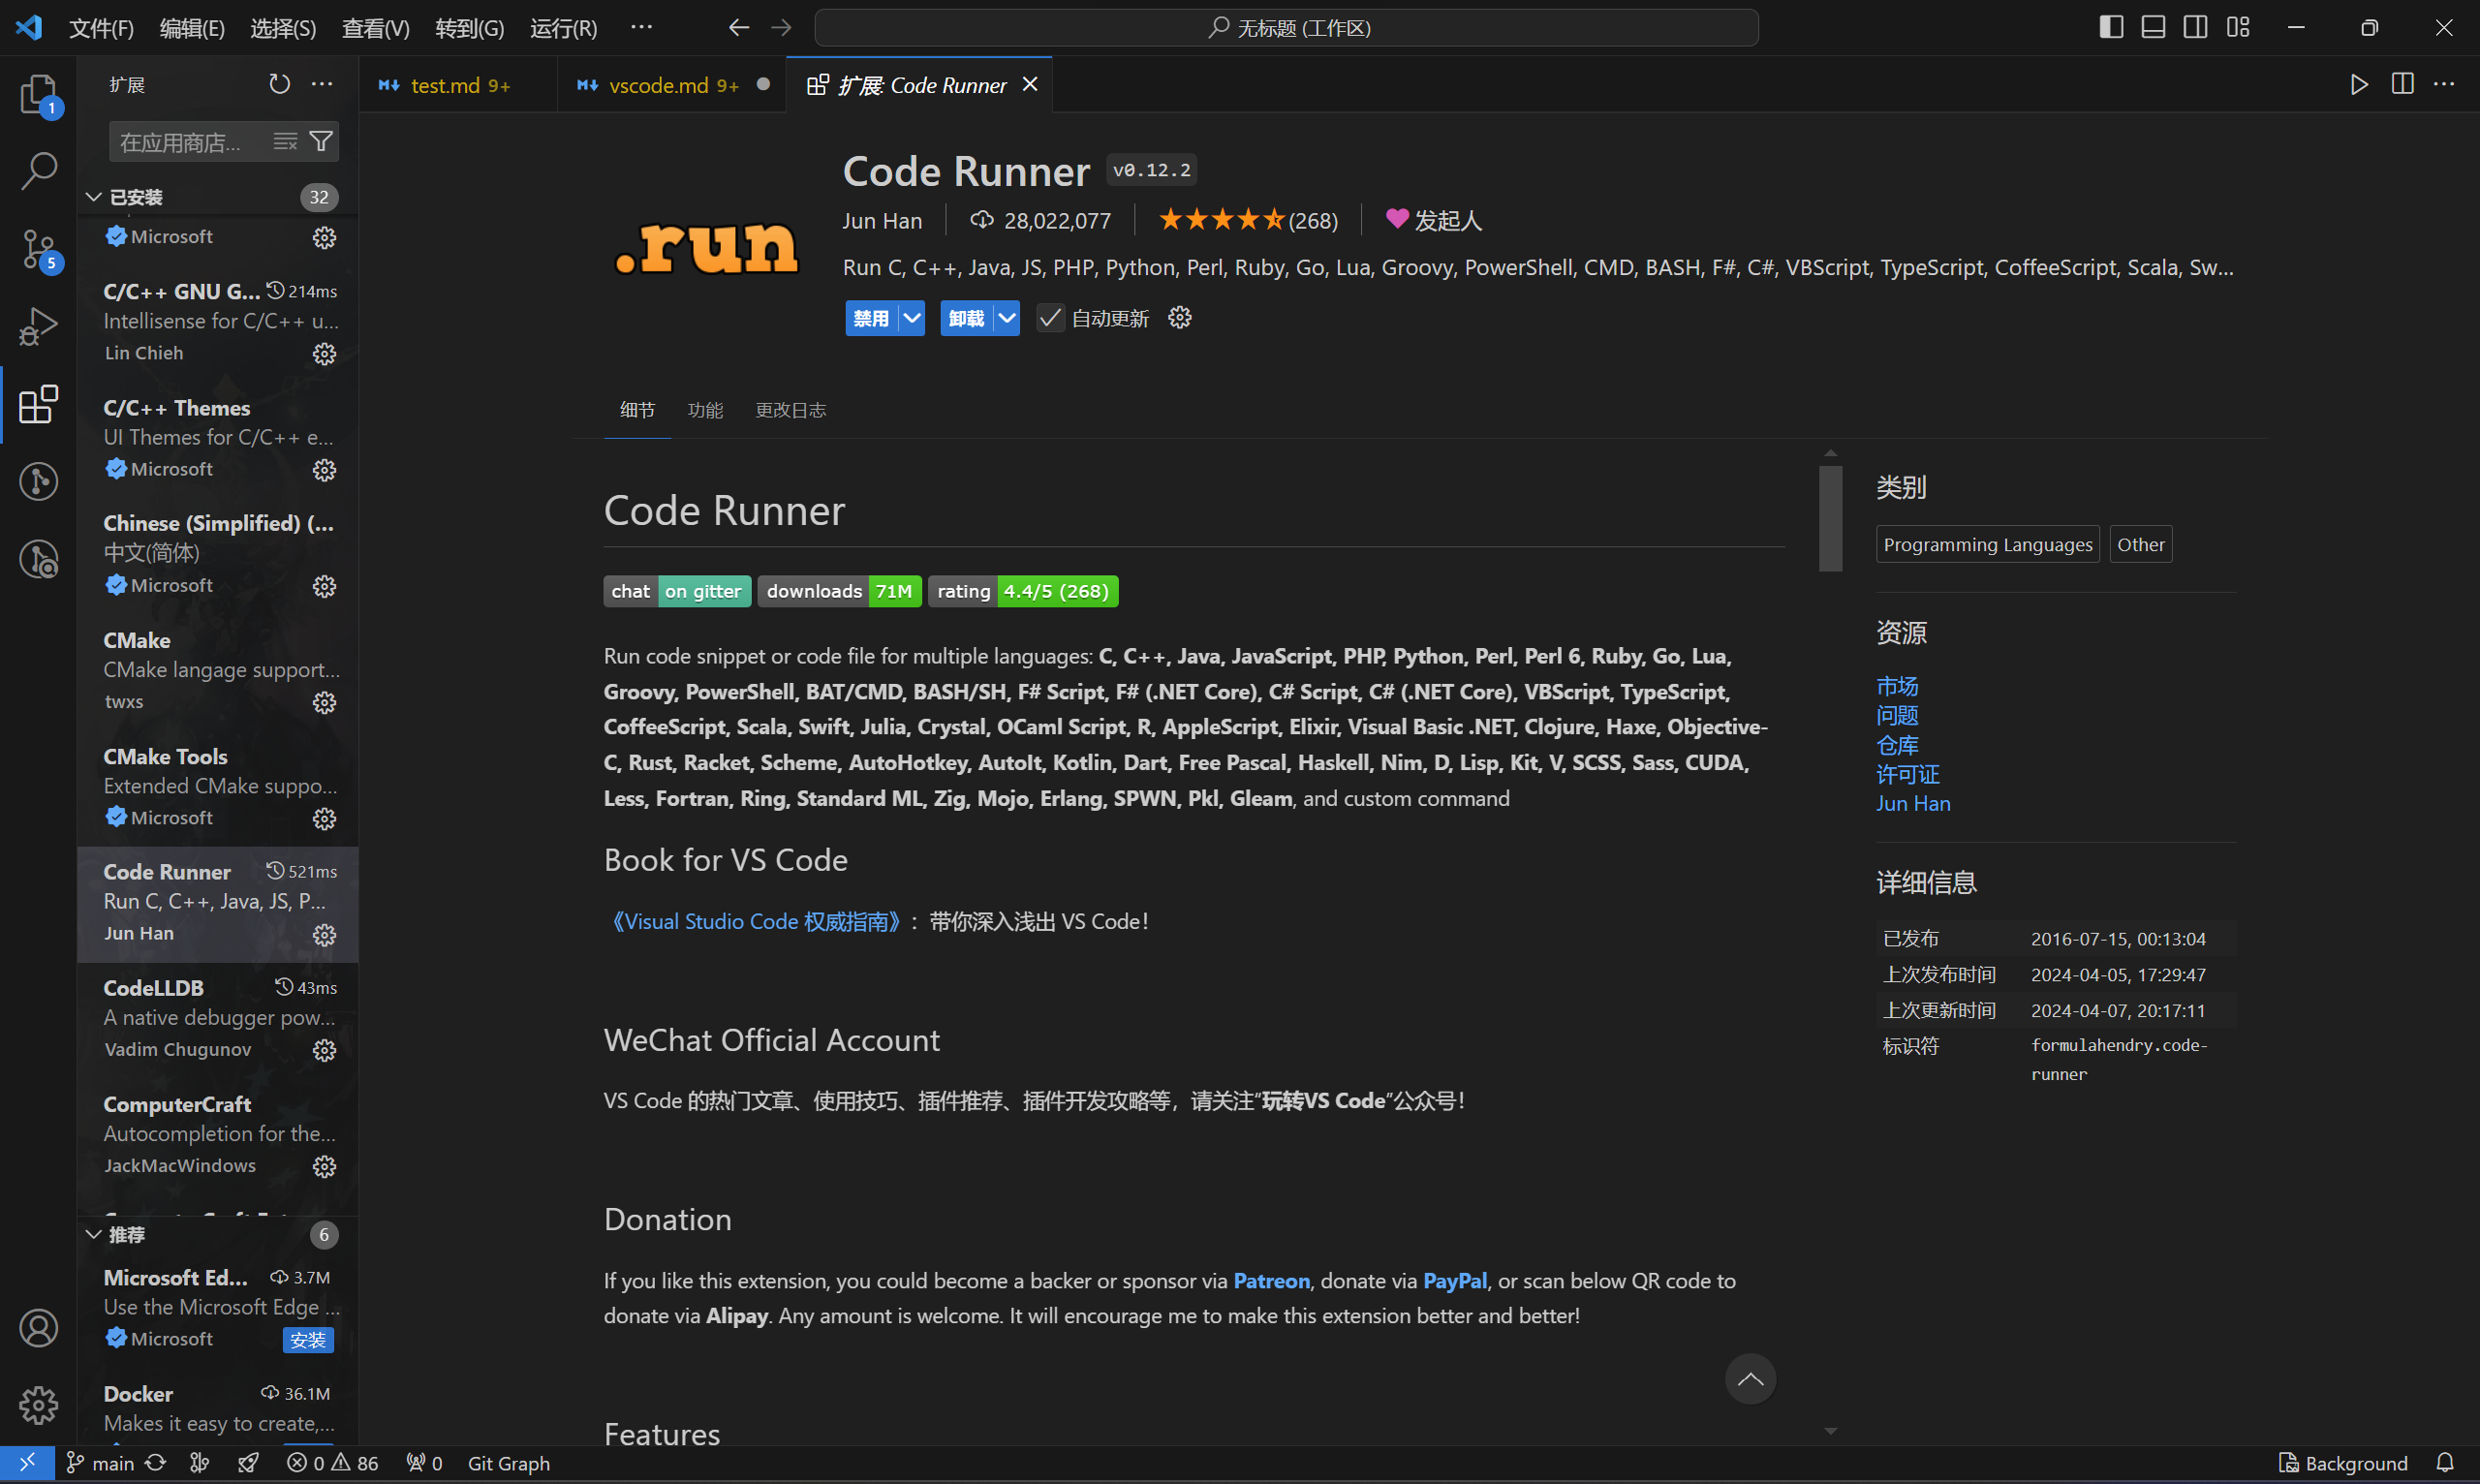 文件(F) 编辑(E) 选择(S) 查看(V) 转到(G) 运行(R) ··· 无标题 (工作区)
扩展 ···
test.md 9+ vscode.md 9+ 扩展: Code Runner ···
1
在应用商店...
已安装 32
Microsoft
5
C/C++ GNU G... 214ms
Intellisense for C/C++ u...
Lin Chieh
C/C++ Themes
UI Themes for C/C++ e...
Microsoft
Chinese (Simplified) (...
中文(简体)
Microsoft
CMake
CMake langage support...
twxs
CMake Tools
Extended CMake suppo...
Microsoft
Code Runner 521ms
Run C, C++, Java, JS, P...
Jun Han
CodeLLDB 43ms
A native debugger pow...
Vadim Chugunov
ComputerCraft
Autocompletion for the...
JackMacWindows
推荐 6
Microsoft Ed... 3.7M
Use the Microsoft Edge ...
Microsoft 安装
Docker 36.1M
Makes it easy to create,...
.run
Code Runner v0.12.2
Jun Han 28,022,077 ★★★★⯪(268) 发起人
Run C, C++, Java, JS, PHP, Python, Perl, Ruby, Go, Lua, Groovy, PowerShell, CMD, BASH, F#, C#, VBScript, TypeScript, CoffeeScript, Scala, Sw...
禁用 卸载 自动更新
细节 功能 更改日志
Code Runner
chat on gitter downloads 71M rating 4.4/5 (268)
Run code snippet or code file for multiple languages: C, C++, Java, JavaScript, PHP, Python, Perl, Perl 6, Ruby, Go, Lua,
Groovy, PowerShell, BAT/CMD, BASH/SH, F# Script, F# (.NET Core), C# Script, C# (.NET Core), VBScript, TypeScript,
CoffeeScript, Scala, Swift, Julia, Crystal, OCaml Script, R, AppleScript, Elixir, Visual Basic .NET, Clojure, Haxe, Objective-
C, Rust, Racket, Scheme, AutoHotkey, AutoIt, Kotlin, Dart, Free Pascal, Haskell, Nim, D, Lisp, Kit, V, SCSS, Sass, CUDA,
Less, Fortran, Ring, Standard ML, Zig, Mojo, Erlang, SPWN, Pkl, Gleam, and custom command
Book for VS Code
《Visual Studio Code 权威指南》：带你深入浅出 VS Code！
WeChat Official Account
VS Code 的热门文章、使用技巧、插件推荐、插件开发攻略等，请关注“玩转VS Code”公众号！
Donation
If you like this extension, you could become a backer or sponsor via Patreon, donate via PayPal, or scan below QR code to
donate via Alipay. Any amount is welcome. It will encourage me to make this extension better and better!
Features
类别
Programming Languages Other
资源
市场
问题
仓库
许可证
Jun Han
详细信息
已发布 2016-07-15, 00:13:04
上次发布时间 2024-04-05, 17:29:47
上次更新时间 2024-04-07, 20:17:11
标识符 formulahendry.code-
runner
main 0 86 0 Git Graph Background